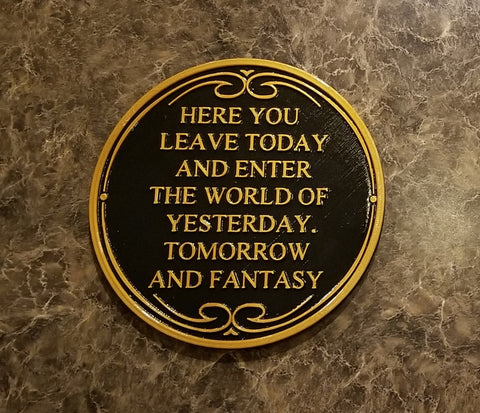 HERE YOU
LEAVE TODAY
AND ENTER
THE WORLD OF
YESTERDAY.
TOMORROW
AND FANTASY